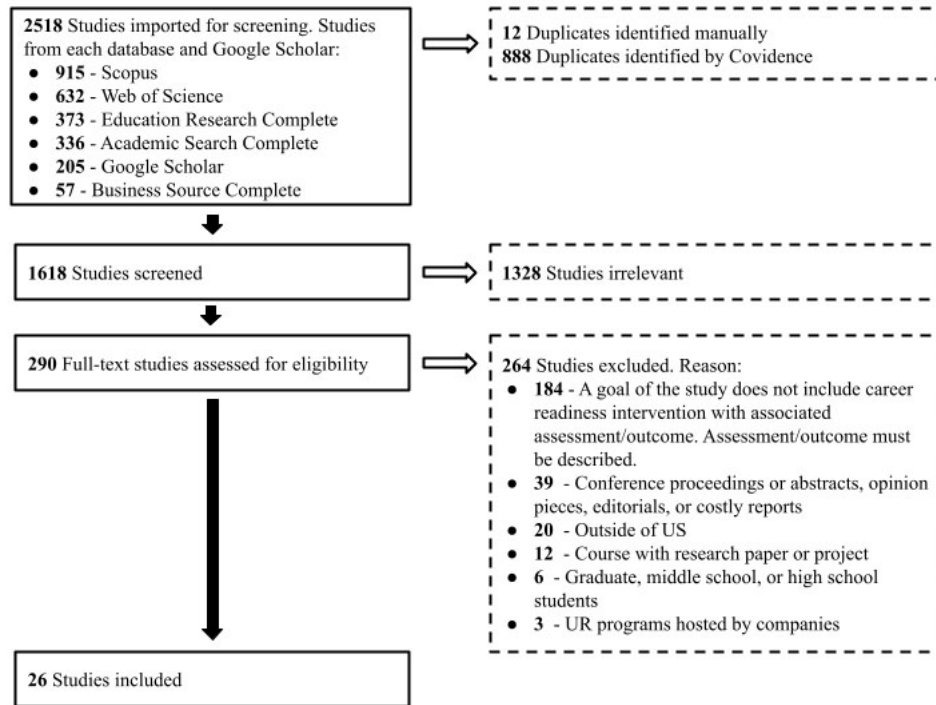 2518 Studies imported for screening. Studies
from each database and Google Scholar:
● 915 - Scopus
● 632 - Web of Science
● 373 - Education Research Complete
● 336 - Academic Search Complete
● 205 - Google Scholar
● 57 - Business Source Complete
12 Duplicates identified manually
888 Duplicates identified by Covidence
1618 Studies screened
1328 Studies irrelevant
290 Full-text studies assessed for eligibility
264 Studies excluded. Reason:
● 184 - A goal of the study does not include career
readiness intervention with associated
assessment/outcome. Assessment/outcome must
be described.
● 39 - Conference proceedings or abstracts, opinion
pieces, editorials, or costly reports
● 20 - Outside of US
● 12 - Course with research paper or project
● 6 - Graduate, middle school, or high school
students
● 3 - UR programs hosted by companies
26 Studies included